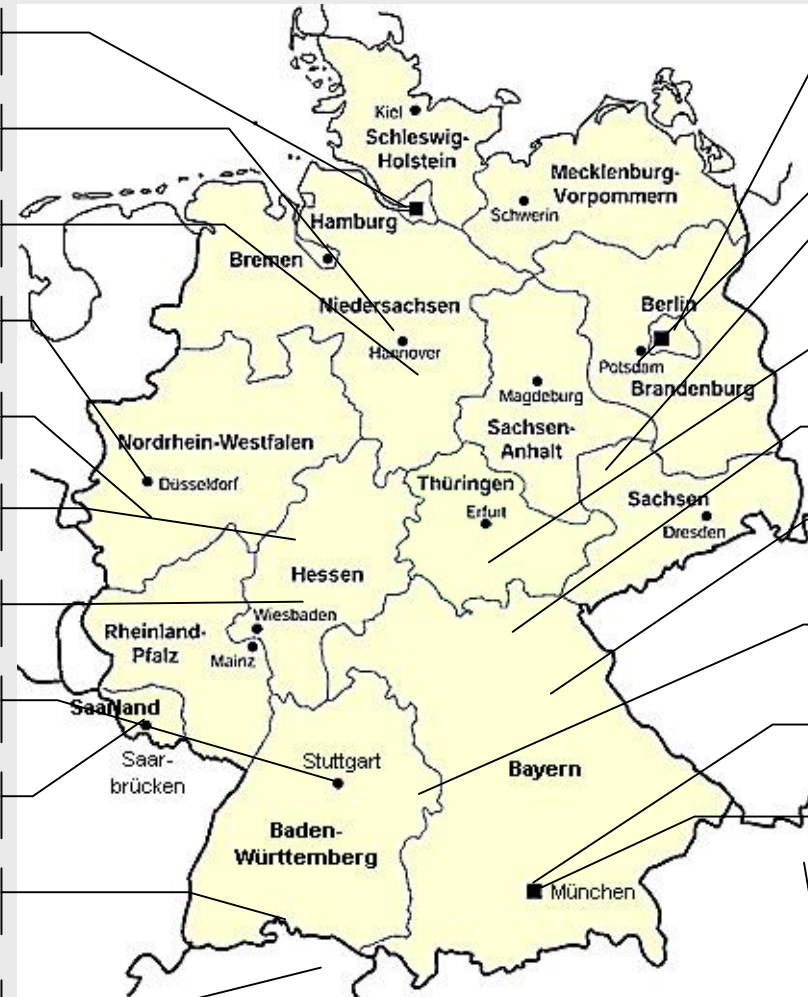 Kiel
Schleswig-
Holstein
Mecklenburg-
Vorpommern
Schwerin
Hamburg
Bremen
Niedersachsen
Hannover
Berlin
Potsdam
Brandenburg
Magdeburg
Sachsen-
Anhalt
Nordrhein-Westfalen
Düsseldorf
Thüringen
Erfurt
Sachsen
Dresden
Hessen
Wiesbaden
Rheinland-
Pfalz
Mainz
Saarland
Saar-
brücken
Stuttgart
Bayern
Baden-
Württemberg
München